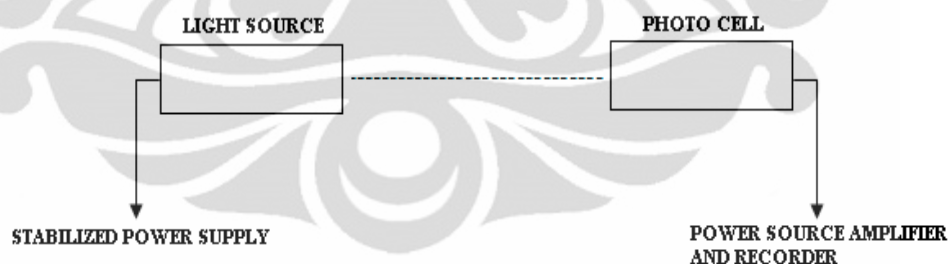 LIGHT SOURCE
PHOTO CELL
STABILIZED POWER SUPPLY
POWER SOURCE AMPLIFIER
AND RECORDER